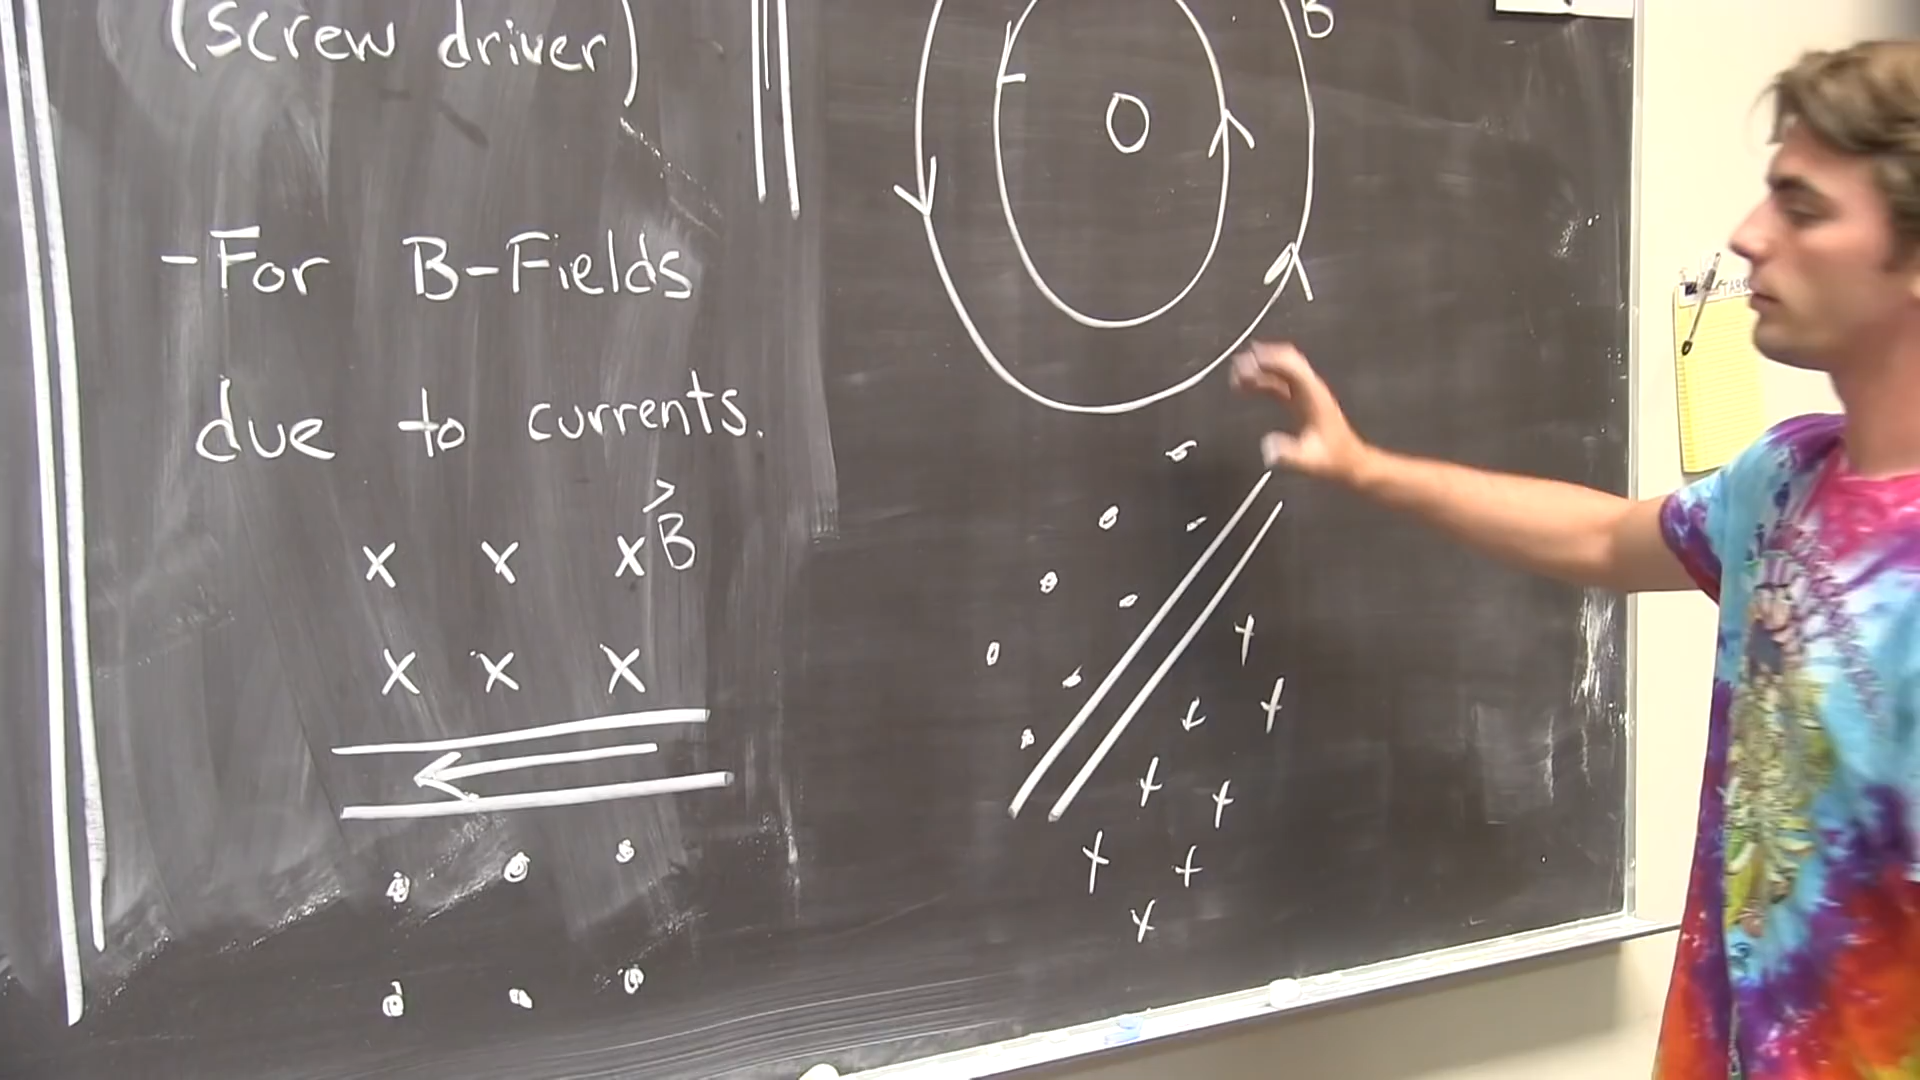 (screw driver)
-For B-Fields
due to currents.
x x x B
x x x
B